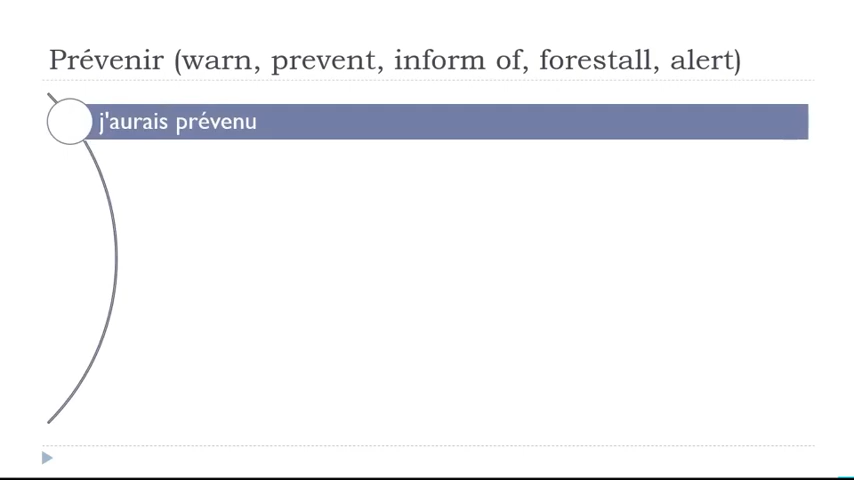 Prévenir (warn, prevent, inform of, forestall, alert)
j'aurais prévenu